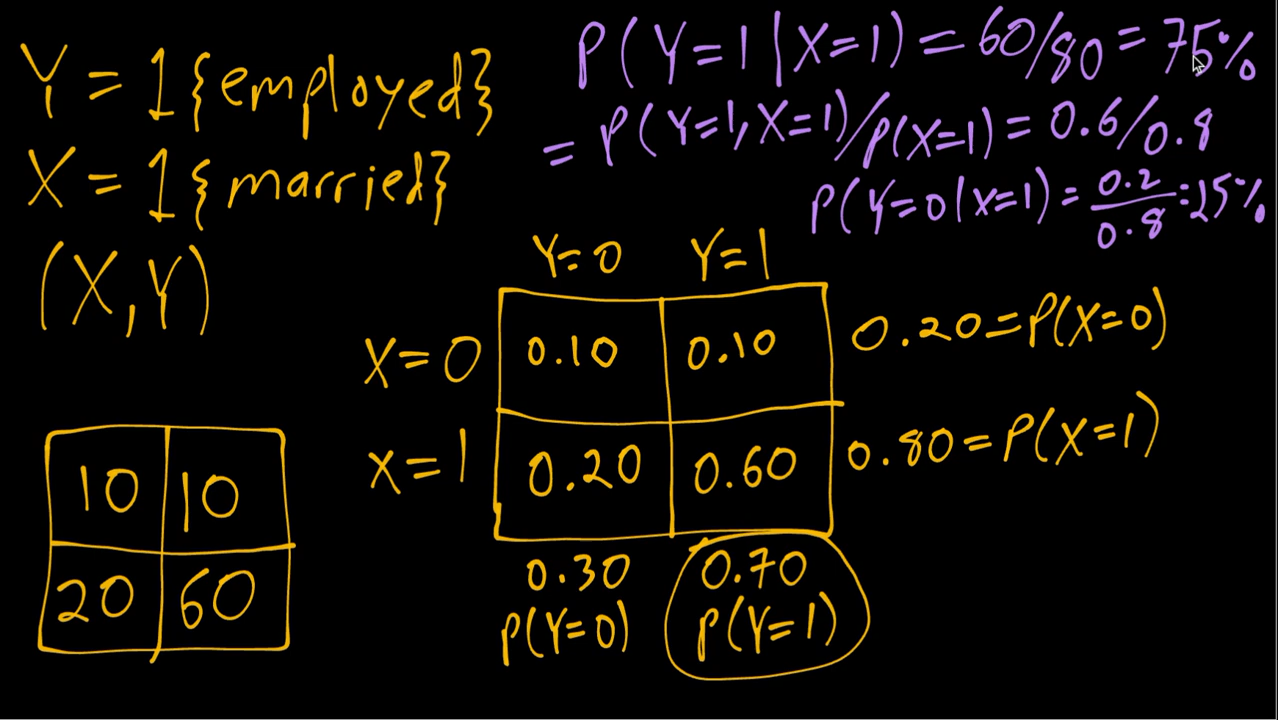 Y = 1{employed}
X = 1{married}
(X,Y)
P(Y=1|X=1) = 60/80 = 75%
= P(Y=1,X=1)/P(X=1) = 0.6/0.8
P(Y=0|X=1) = 0.2/0.8 = 25%
Y=0 Y=1
X=0 0.10 0.10 0.20=P(X=0)
X=1 0.20 0.60 0.80=P(X=1)
0.30 0.70
P(Y=0) P(Y=1)
10 10
20 60